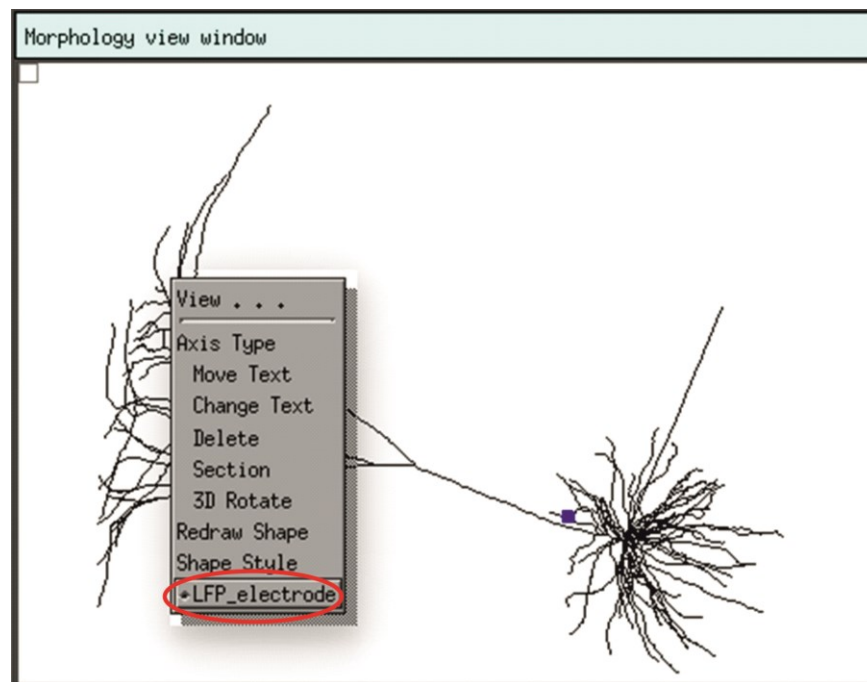 Morphology view window
View . . .
Axis Type
Move Text
Change Text
Delete
Section
3D Rotate
Redraw Shape
Shape Style
LFP_electrode